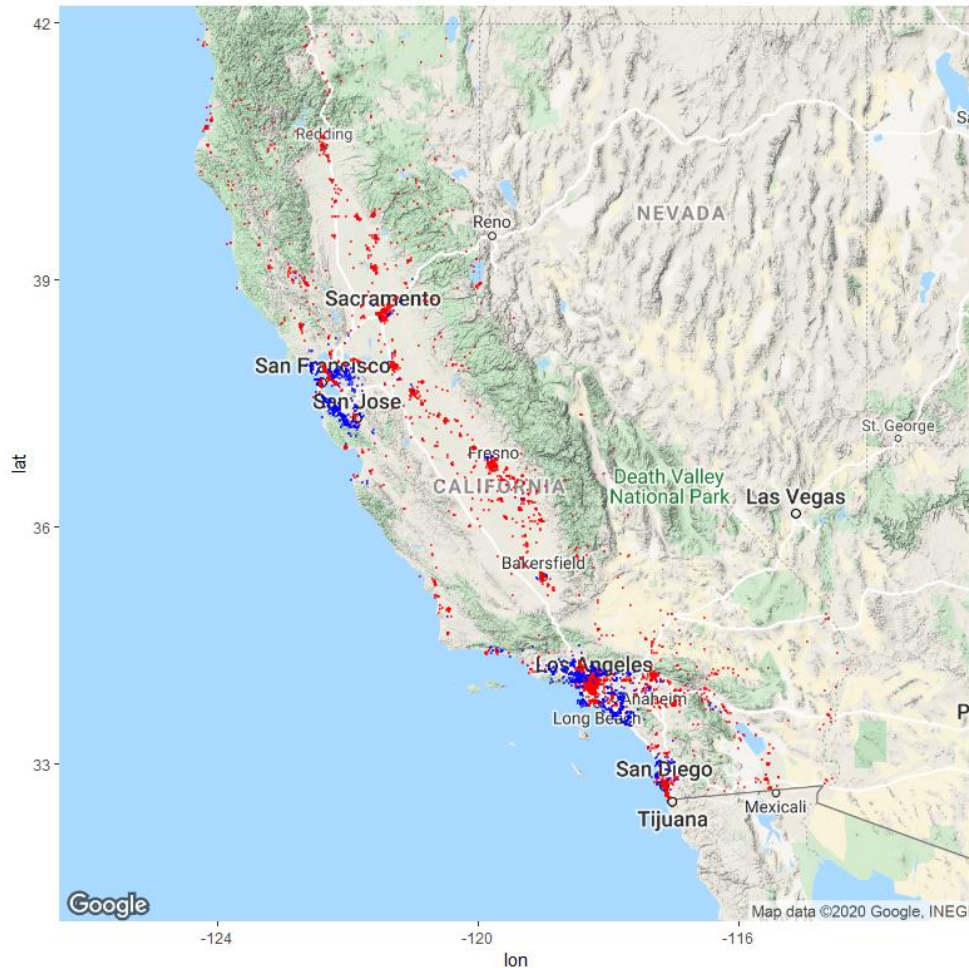 42
Redding
Sa
Reno
NEVADA
39
Sacramento
San Francisco
San Jose
St. George
lat
Fresno
CALIFORNIA
Death Valley
National Park
Las Vegas
36
Bakersfield
Los Angeles
Anaheim
Long Beach
P
33
San Diego
Mexicali
Tijuana
Google
Map data ©2020 Google, INEGI
-124
-120
-116
lon